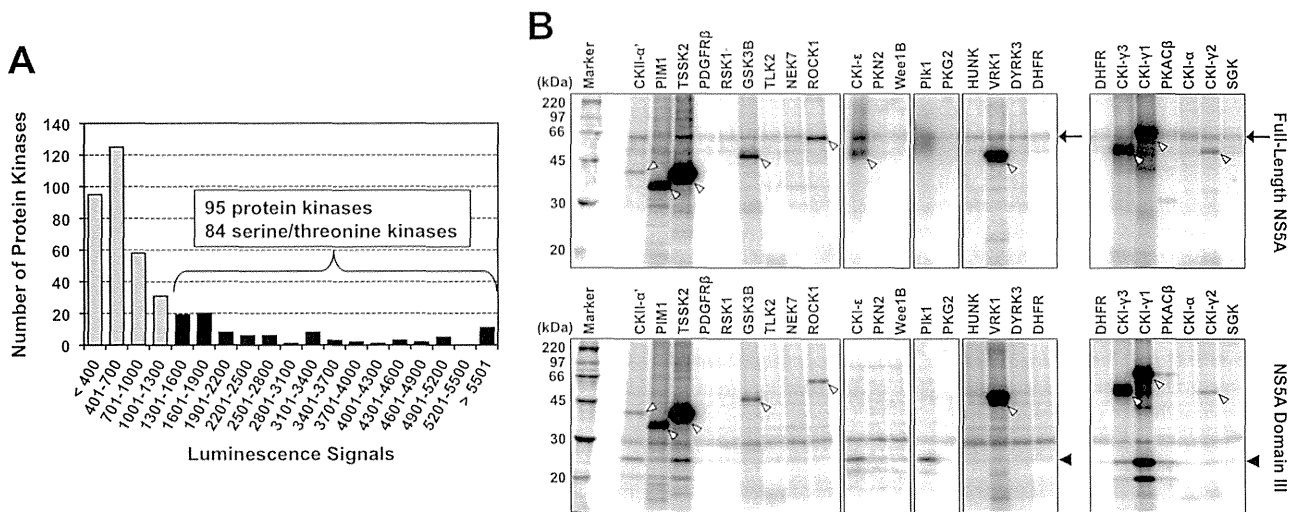 A
Number of Protein Kinases
140
120
100
80
60
40
20
0
95 protein kinases
84 serine/threonine kinases
< 400
401-700
701-1000
1001-1300
1301-1600
1601-1900
1901-2200
2201-2500
2501-2800
2801-3100
3101-3400
3401-3700
3701-4000
4001-4300
4301-4600
4601-4900
4901-5200
5201-5500
> 5501
Luminescence Signals
B
(kDa)
Marker
CKII-α'
PIM1
TSSK2
PDGFRβ
RSK1
GSK3B
TLK2
NEK7
ROCK1
CKI-ε
PKN2
Wee1B
Plk1
PKG2
HUNK
VRK1
DYRK3
DHFR
DHFR
CKI-γ3
CKI-γ1
PKACβ
CKI-α
CKI-γ2
SGK
220
97
66
45
30
20
Full-Length NS5A
(kDa)
Marker
CKII-α'
PIM1
TSSK2
PDGFRβ
RSK1
GSK3B
TLK2
NEK7
ROCK1
CKI-ε
PKN2
Wee1B
Plk1
PKG2
HUNK
VRK1
DYRK3
DHFR
DHFR
CKI-γ3
CKI-γ1
PKACβ
CKI-α
CKI-γ2
SGK
220
97
66
45
30
20
NS5A Domain III